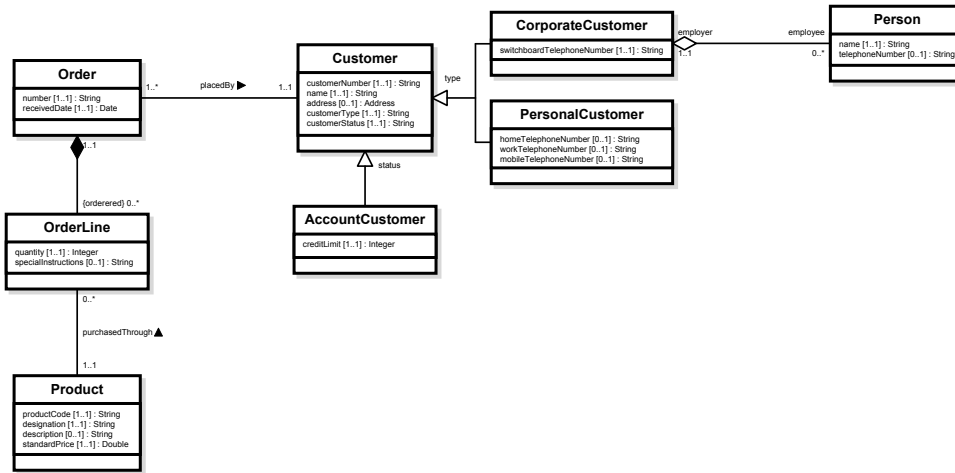 Order
number [1..1] : String
receivedDate [1..1] : Date
1..*
placedBy ▶
1..1
Customer
customerNumber [1..1] : String
name [1..1] : String
address [0..1] : Address
customerType [1..1] : String
customerStatus [1..1] : String
type
CorporateCustomer
switchboardTelephoneNumber [1..1] : String
employer
1..1
employee
0..*
Person
name [1..1] : String
telephoneNumber [0..1] : String
PersonalCustomer
homeTelephoneNumber [0..1] : String
workTelephoneNumber [0..1] : String
mobileTelephoneNumber [0..1] : String
status
AccountCustomer
creditLimit [1..1] : Integer
1..1
{orderered} 0..*
OrderLine
quantity [1..1] : Integer
specialInstructions [0..1] : String
0..*
purchasedThrough ▲
1..1
Product
productCode [1..1] : String
designation [1..1] : String
description [0..1] : String
standardPrice [1..1] : Double